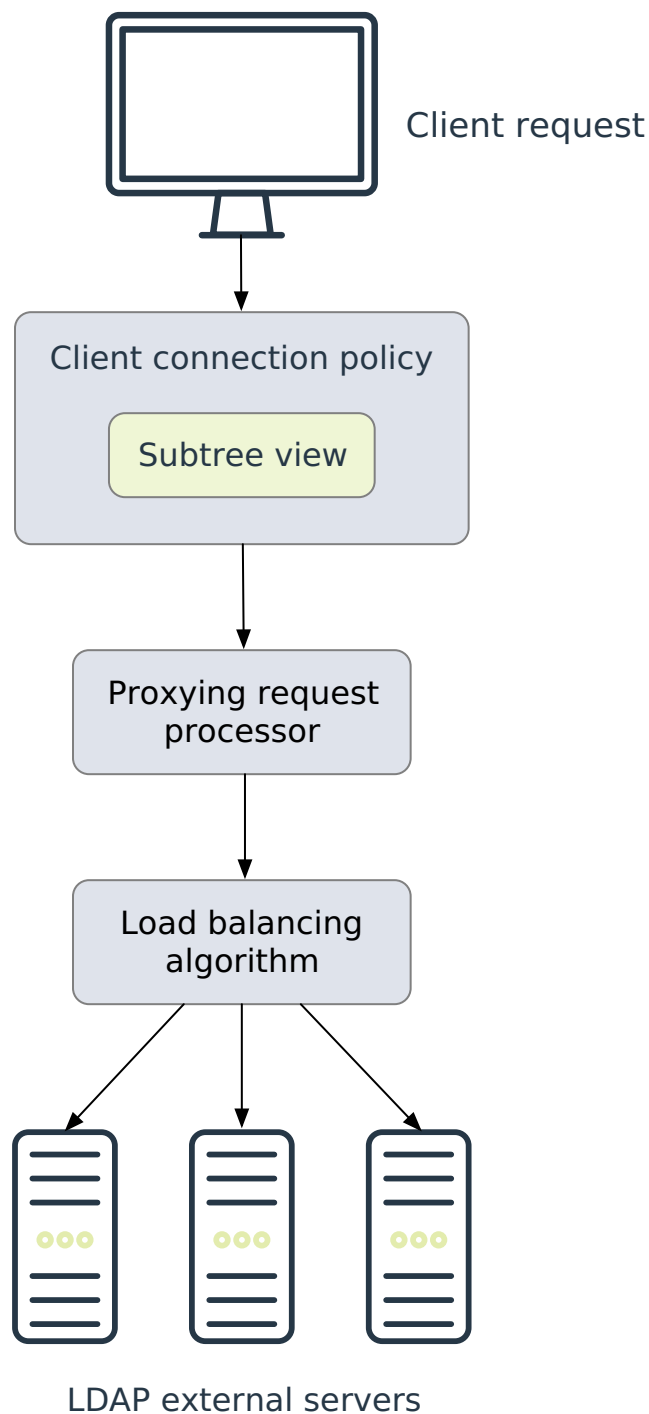 Client request
Client connection policy
Subtree view
Proxying request
processor
Load balancing
algorithm
LDAP external servers